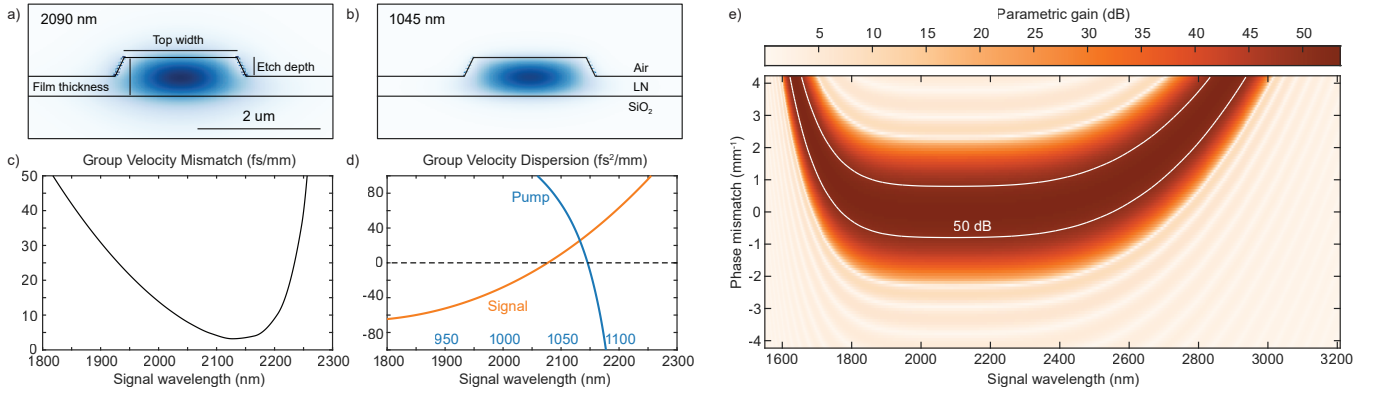 a)
2090 nm
Top width
Etch depth
Film thickness
2 um
b)
1045 nm
Air
LN
SiO₂
c)
Group Velocity Mismatch (fs/mm)
50
40
30
20
10
0
1800 1900 2000 2100 2200 2300
Signal wavelength (nm)
d)
Group Velocity Dispersion (fs²/mm)
80
40
0
-40
-80
Pump
Signal
950 1000 1050 1100
1800 1900 2000 2100 2200 2300
Signal wavelength (nm)
e)
Parametric gain (dB)
5 10 15 20 25 30 35 40 45 50
Phase mismatch (mm⁻¹)
4
3
2
1
0
-1
-2
-3
-4
50 dB
1600 1800 2000 2200 2400 2600 2800 3000 3200
Signal wavelength (nm)